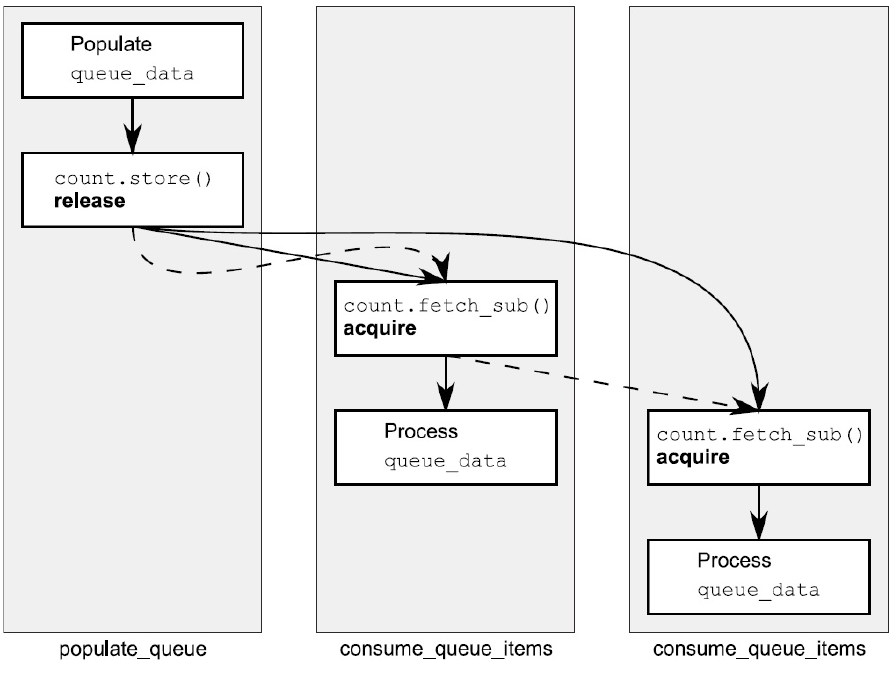 Populate
queue_data
count.store()
release
count.fetch_sub()
acquire
Process
queue_data
count.fetch_sub()
acquire
Process
queue_data
populate_queue
consume_queue_items
consume_queue_items